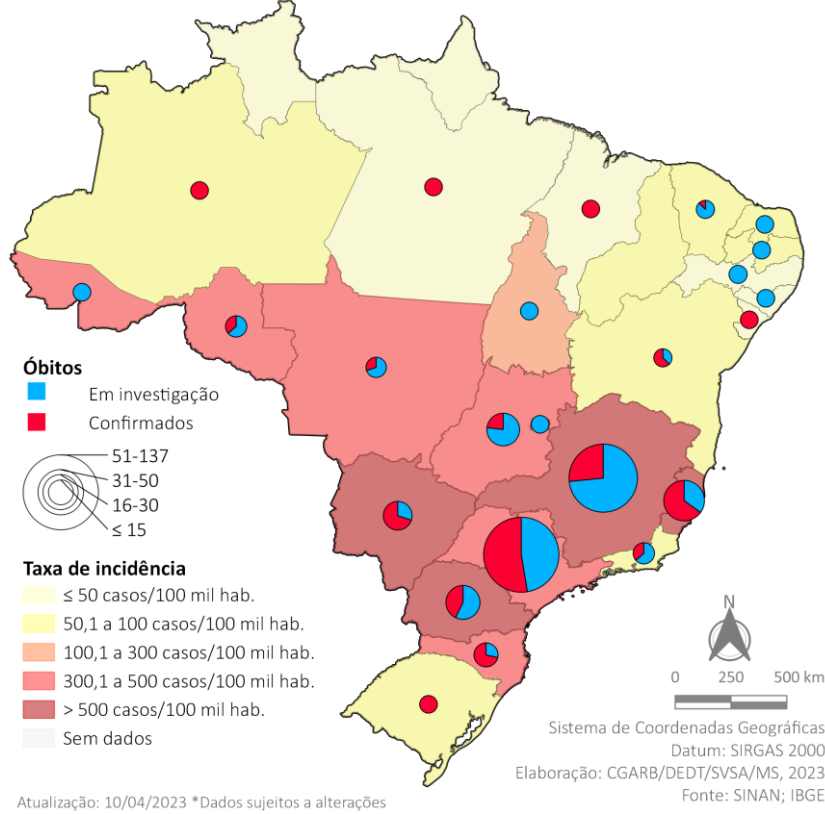 Óbitos
Em investigação
Confirmados
51-137
31-50
16-30
≤ 15
Taxa de incidência
≤ 50 casos/100 mil hab.
50,1 a 100 casos/100 mil hab.
100,1 a 300 casos/100 mil hab.
300,1 a 500 casos/100 mil hab.
> 500 casos/100 mil hab.
Sem dados
N
0 250 500 km
Sistema de Coordenadas Geográficas
Datum: SIRGAS 2000
Elaboração: CGARB/DEDT/SVSA/MS, 2023
Fonte: SINAN; IBGE
Atualização: 10/04/2023 *Dados sujeitos a alterações